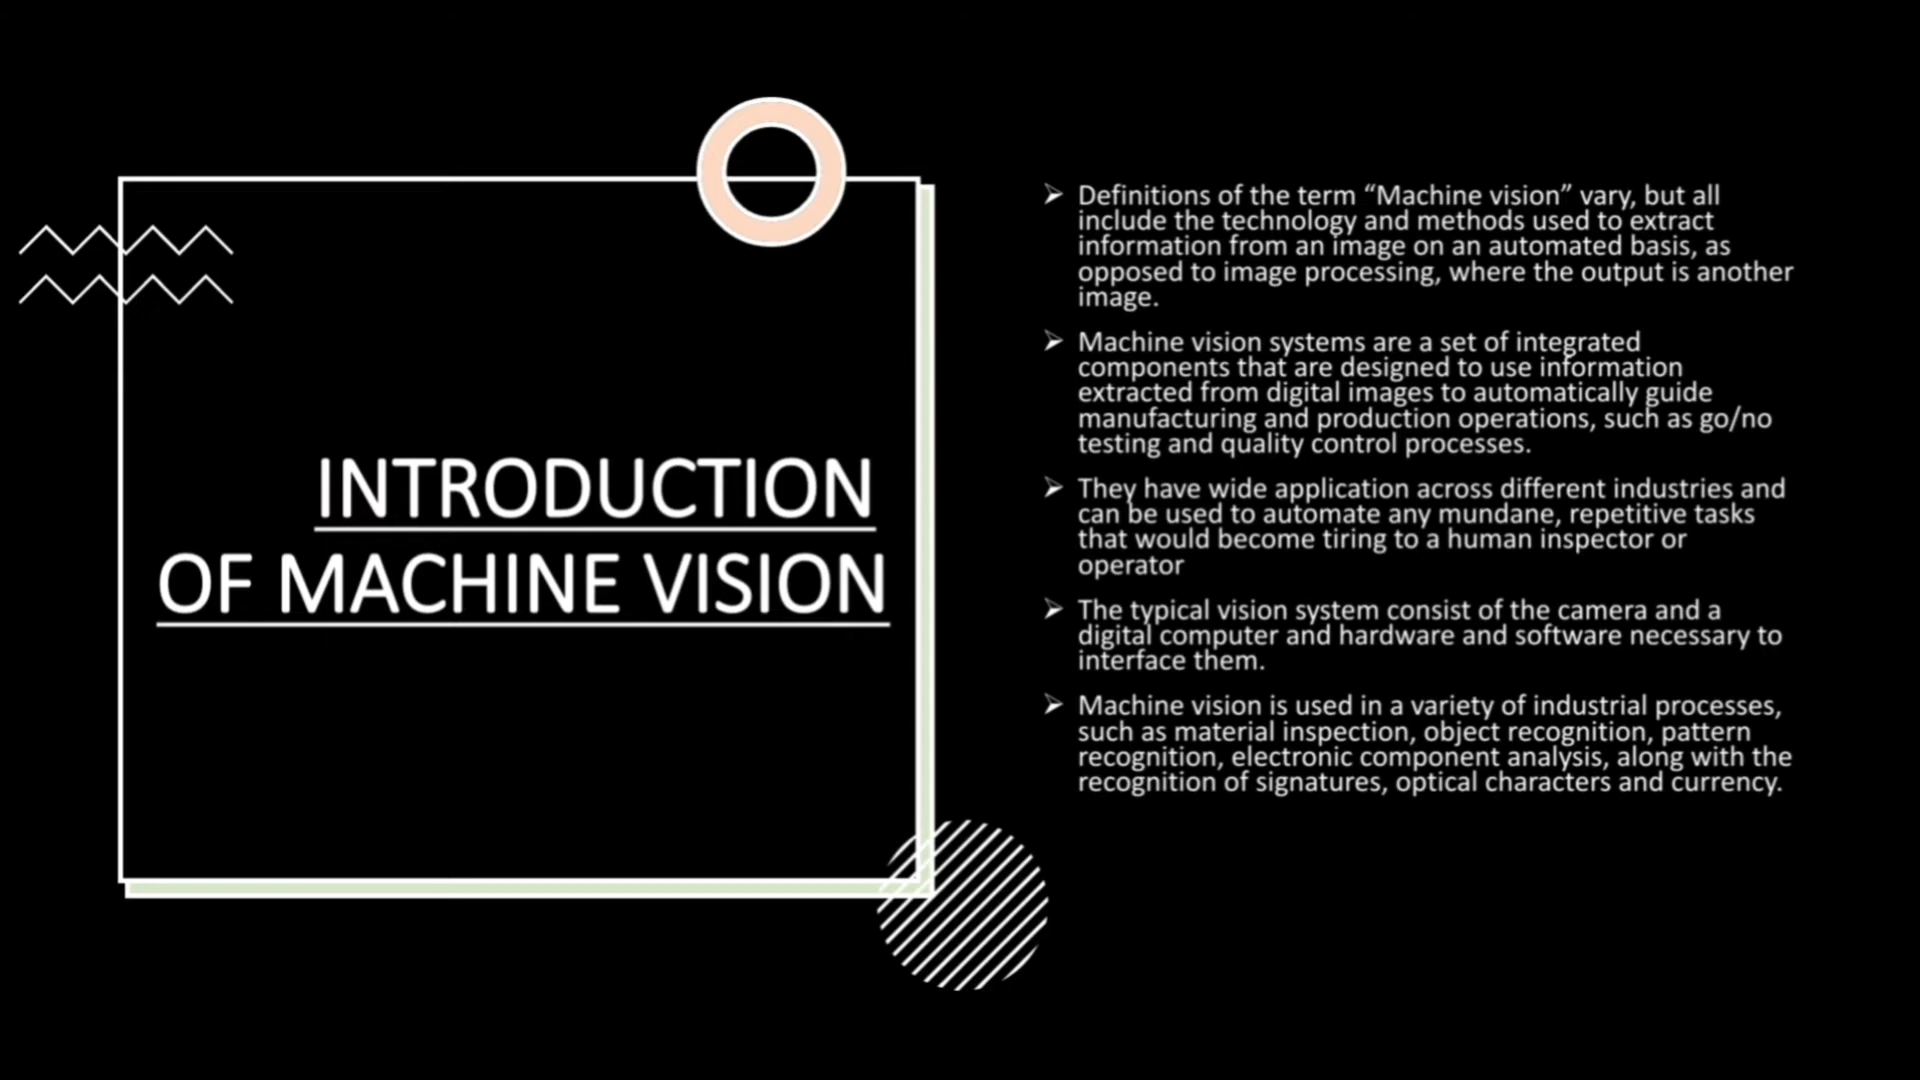 INTRODUCTION
OF MACHINE VISION
Definitions of the term “Machine vision” vary, but all
include the technology and methods used to extract
information from an image on an automated basis, as
opposed to image processing, where the output is another
image.
Machine vision systems are a set of integrated
components that are designed to use information
extracted from digital images to automatically guide
manufacturing and production operations, such as go/no
testing and quality control processes.
They have wide application across different industries and
can be used to automate any mundane, repetitive tasks
that would become tiring to a human inspector or
operator
The typical vision system consist of the camera and a
digital computer and hardware and software necessary to
interface them.
Machine vision is used in a variety of industrial processes,
such as material inspection, object recognition, pattern
recognition, electronic component analysis, along with the
recognition of signatures, optical characters and currency.